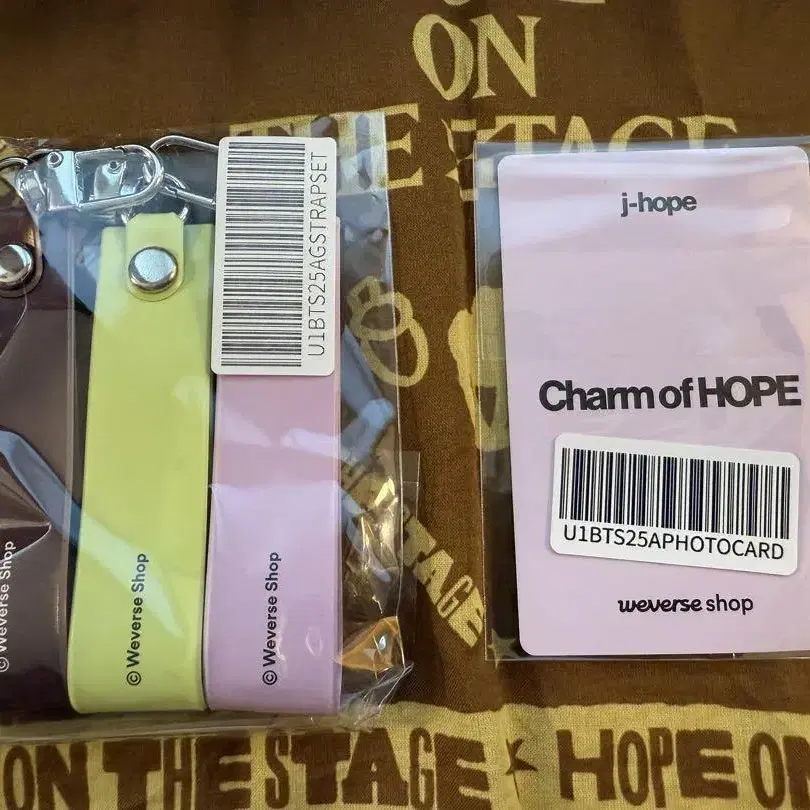 ON
THE STAGE
U1BTS25AGSTRAPSET
© Weverse Shop
© Weverse Shop
© Weverse Shop
j-hope
Charm of HOPE
U1BTS25APHOTOCARD
weverse shop
STAGE
ON THE STAGE ★ HOPE ON